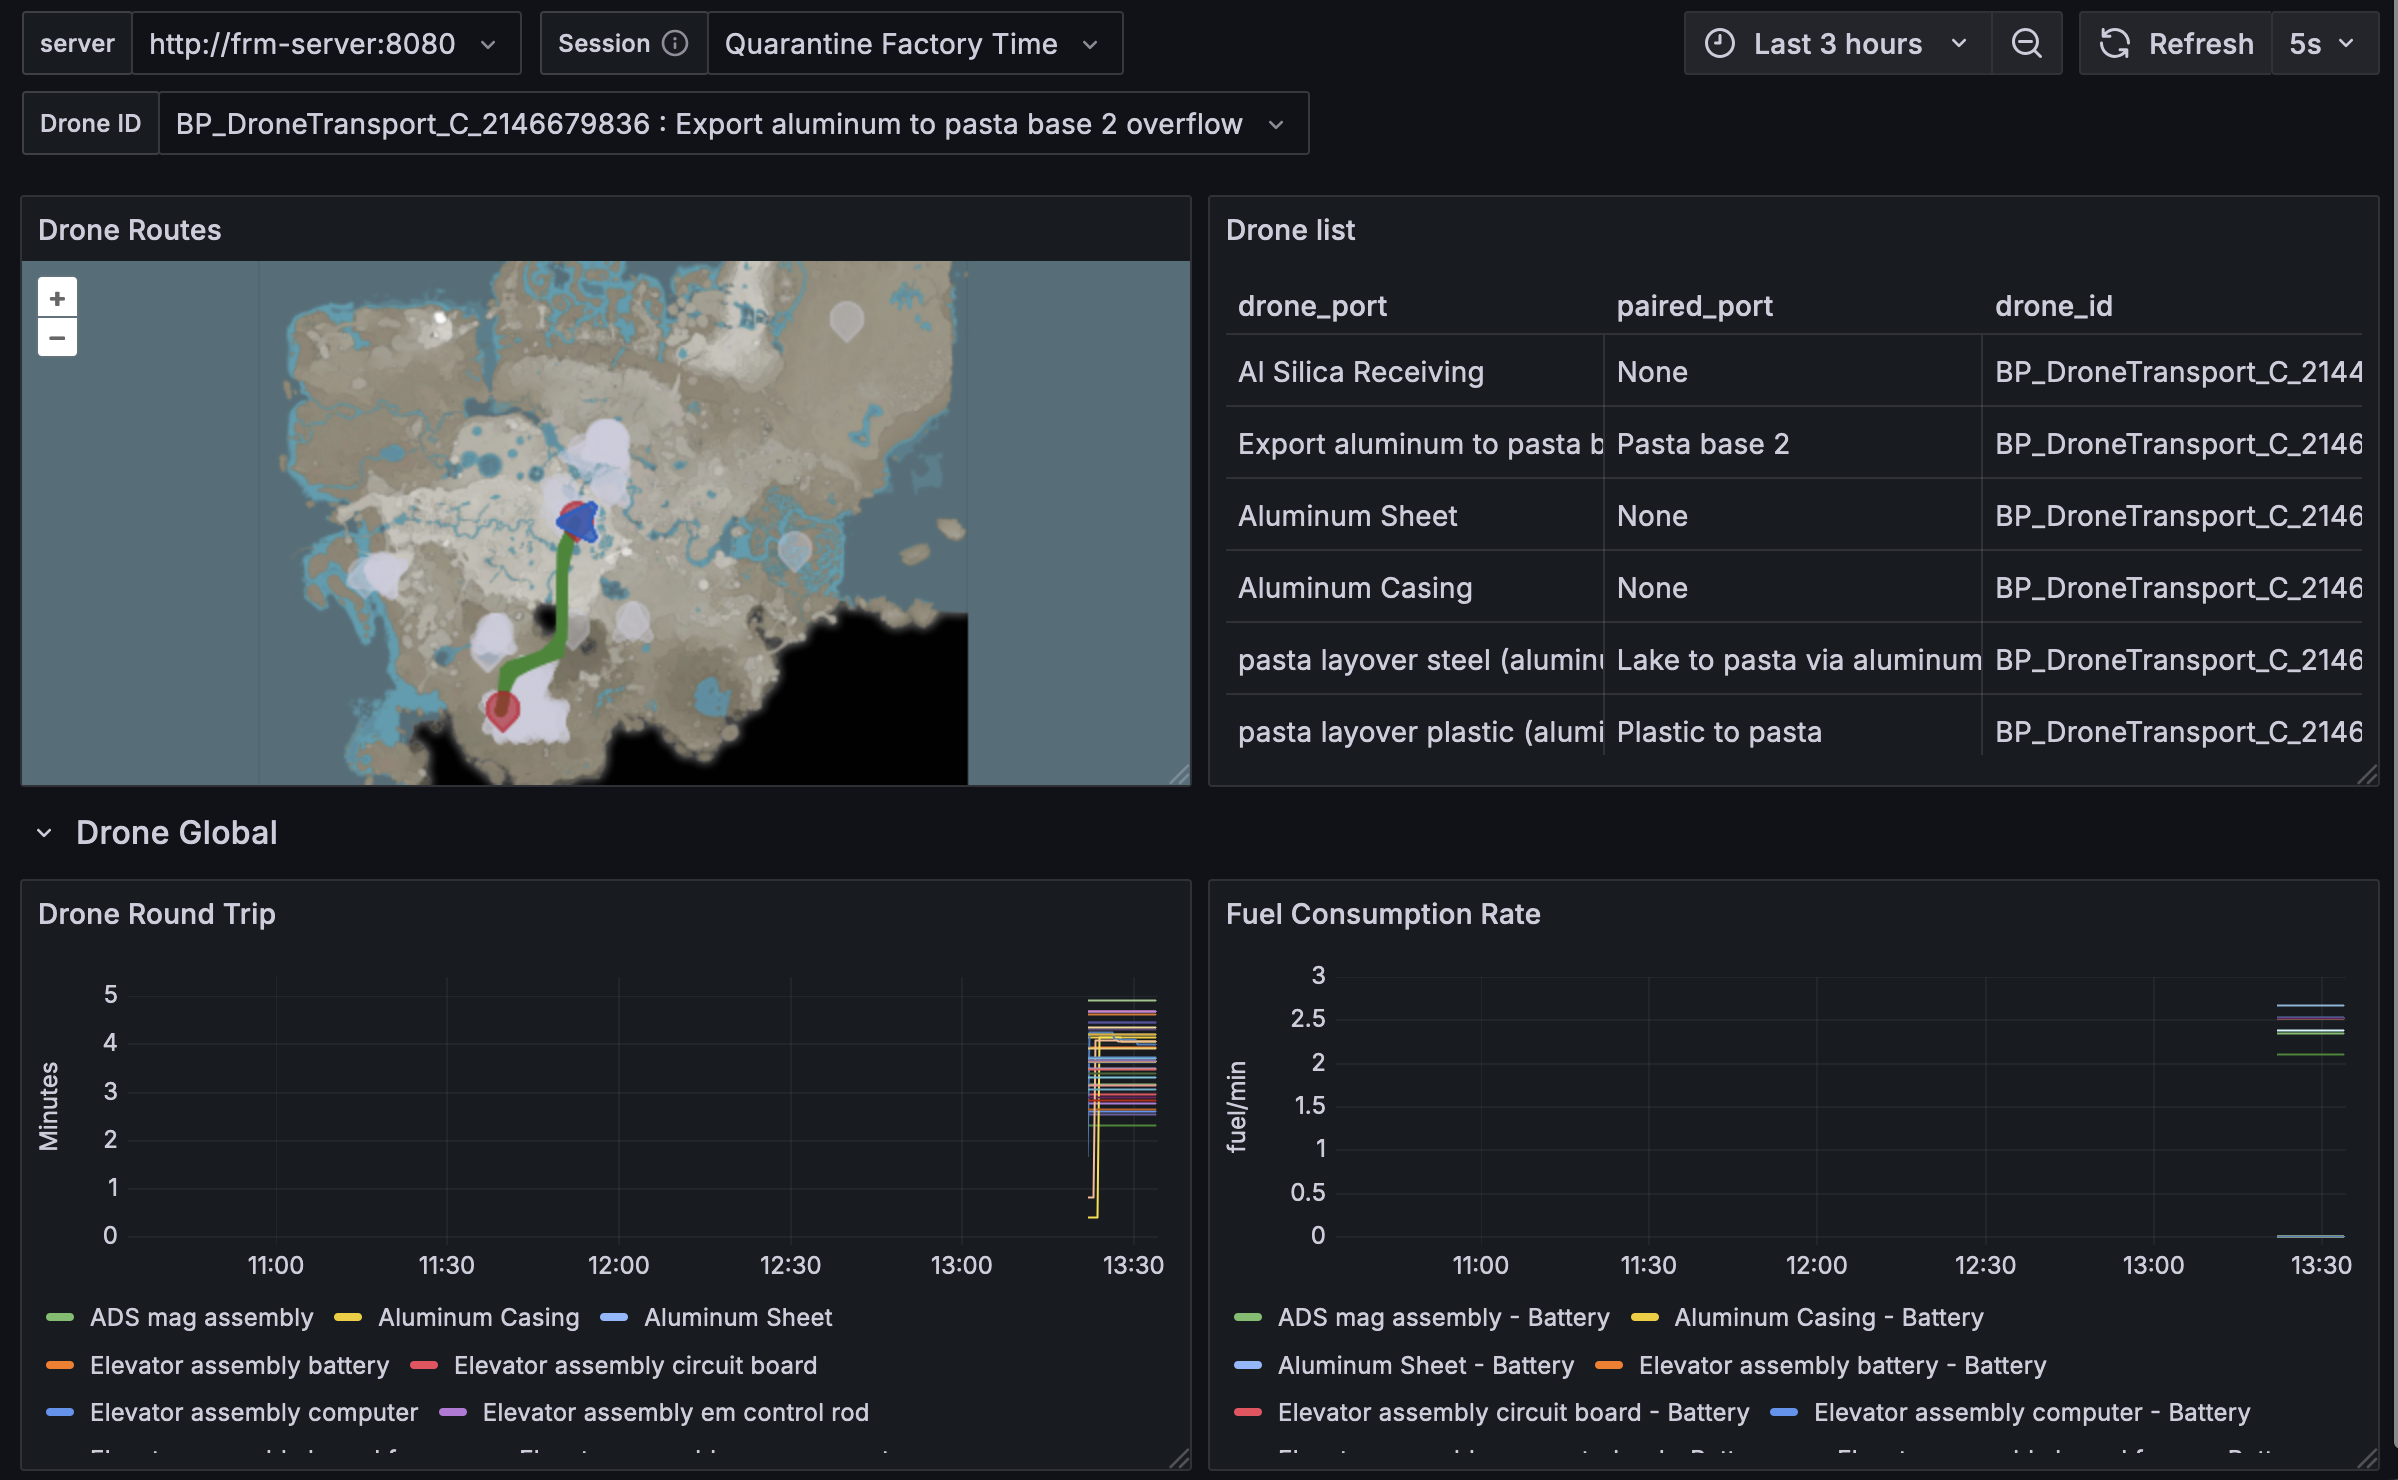 server http://frm-server:8080 Session Quarantine Factory Time Last 3 hours Refresh 5s
Drone ID BP_DroneTransport_C_2146679836 : Export aluminum to pasta base 2 overflow
Drone Routes
+
−
Drone list
drone_port paired_port drone_id
Al Silica Receiving None BP_DroneTransport_C_2144
Export aluminum to pasta b Pasta base 2 BP_DroneTransport_C_2146
Aluminum Sheet None BP_DroneTransport_C_2146
Aluminum Casing None BP_DroneTransport_C_2146
pasta layover steel (alumin Lake to pasta via aluminum BP_DroneTransport_C_2146
pasta layover plastic (alumi Plastic to pasta BP_DroneTransport_C_2146
Drone Global
Drone Round Trip
Minutes
5
4
3
2
1
0
11:00 11:30 12:00 12:30 13:00 13:30
ADS mag assembly Aluminum Casing Aluminum Sheet
Elevator assembly battery Elevator assembly circuit board
Elevator assembly computer Elevator assembly em control rod
Fuel Consumption Rate
fuel/min
3
2.5
2
1.5
1
0.5
0
11:00 11:30 12:00 12:30 13:00 13:30
ADS mag assembly - Battery Aluminum Casing - Battery
Aluminum Sheet - Battery Elevator assembly battery - Battery
Elevator assembly circuit board - Battery Elevator assembly computer - Battery